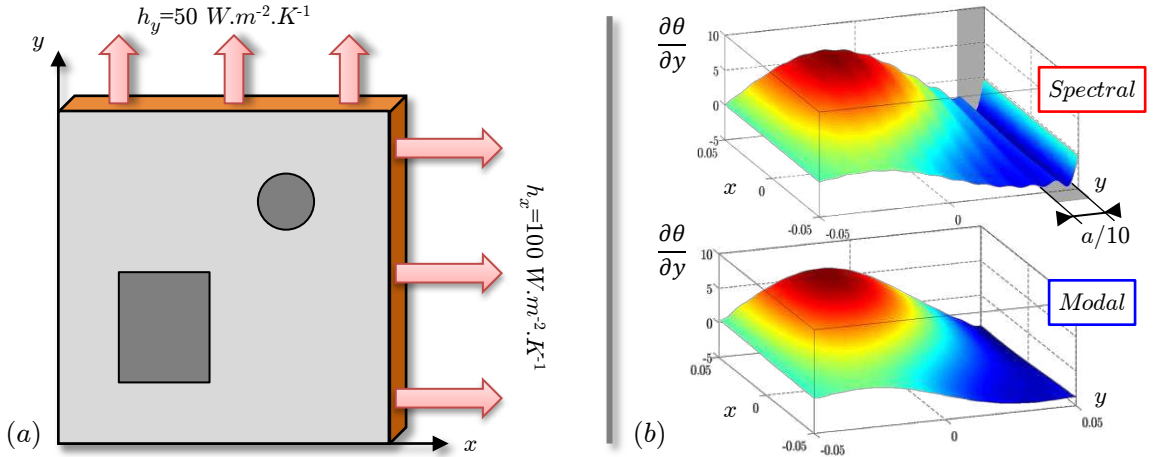 h_y=50 W.m⁻².K⁻¹
y
h_x=100 W.m⁻².K⁻¹
x
(a)
∂θ
∂y
10
5
0
-5
0.05
x
0
-0.05
-0.05
0
y
a/10
Spectral
∂θ
∂y
10
5
0
-5
0.05
x
0
-0.05
-0.05
0
0.05
y
Modal
(b)